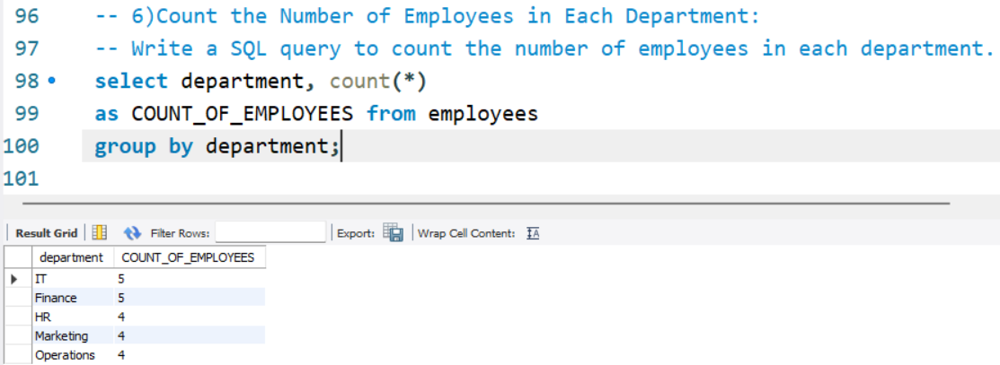 96 -- 6)Count the Number of Employees in Each Department:
97 -- Write a SQL query to count the number of employees in each department.
98 select department, count(*)
99 as COUNT_OF_EMPLOYEES from employees
100 group by department;
101
Result Grid Filter Rows: Export: Wrap Cell Content: IA
department COUNT_OF_EMPLOYEES
IT 5
Finance 5
HR 4
Marketing 4
Operations 4